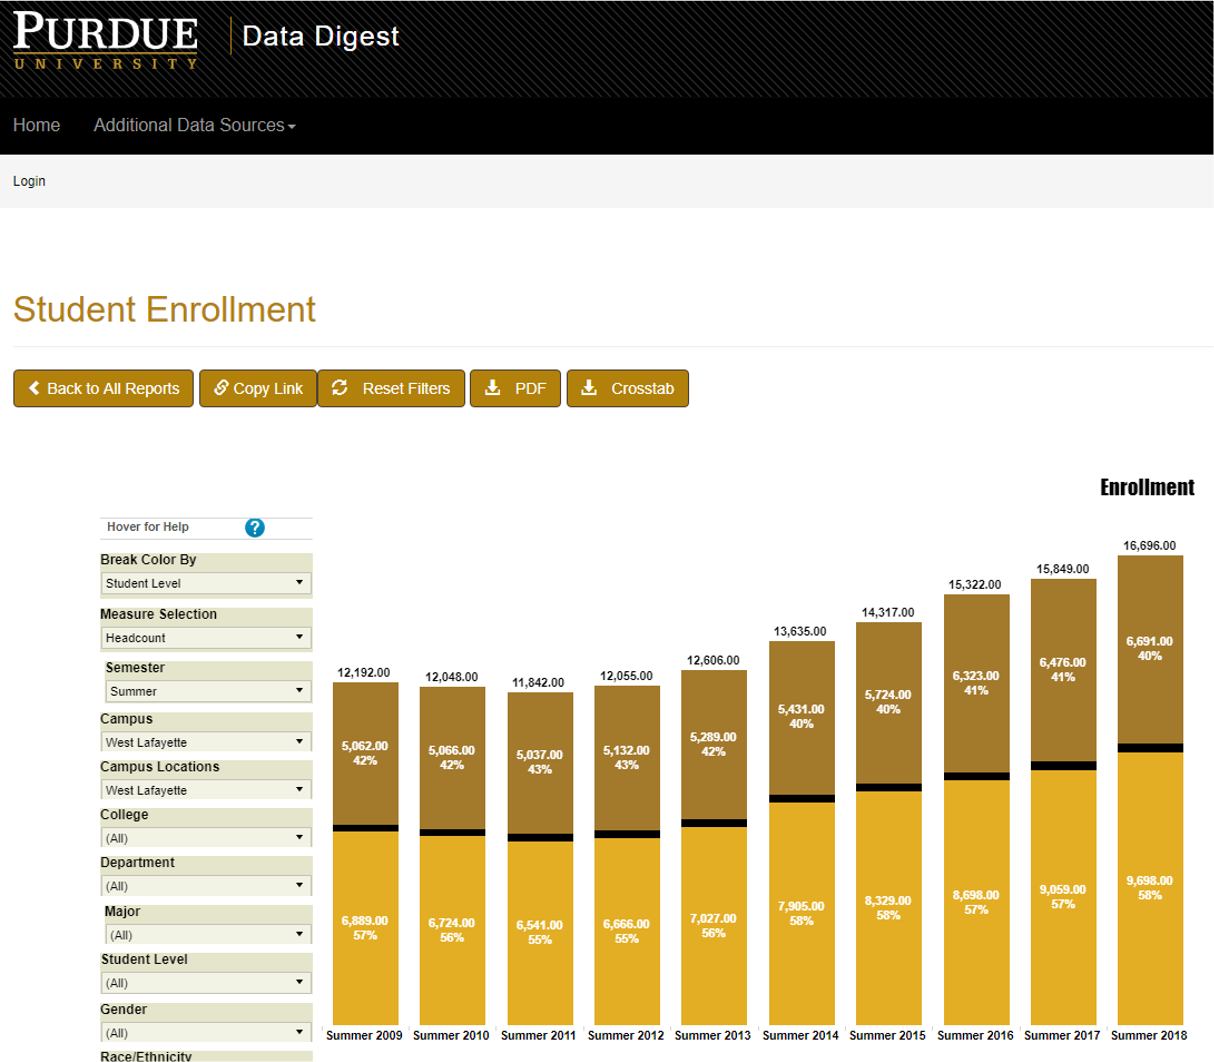 PURDUE
UNIVERSITY
Data Digest
Home
Additional Data Sources
Login
Student Enrollment
Back to All Reports
Copy Link
Reset Filters
PDF
Crosstab
Enrollment
Hover for Help
?
Break Color By
Student Level
Measure Selection
Headcount
Semester
Summer
Campus
West Lafayette
Campus Locations
West Lafayette
College
(All)
Department
(All)
Major
(All)
Student Level
(All)
Gender
(All)
Race/Ethnicity
12,192.00
5,062.00
42%
6,889.00
57%
Summer 2009
12,048.00
5,066.00
42%
6,724.00
56%
Summer 2010
11,842.00
5,037.00
43%
6,541.00
55%
Summer 2011
12,055.00
5,132.00
43%
6,666.00
55%
Summer 2012
12,606.00
5,289.00
42%
7,027.00
56%
Summer 2013
13,635.00
5,431.00
40%
7,905.00
58%
Summer 2014
14,317.00
5,724.00
40%
8,329.00
58%
Summer 2015
15,322.00
6,323.00
41%
8,698.00
57%
Summer 2016
15,849.00
6,476.00
41%
9,059.00
57%
Summer 2017
16,696.00
6,691.00
40%
9,698.00
58%
Summer 2018